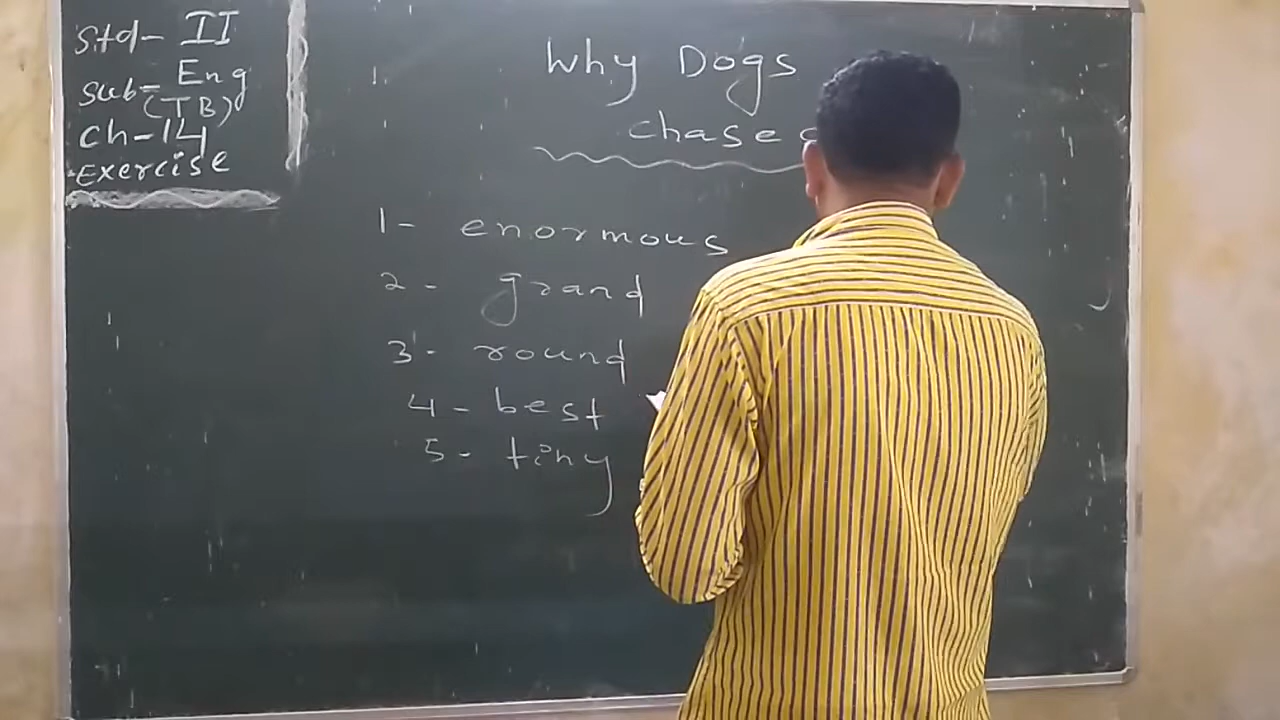 Std- II
Sub- Eng
(TB)
Ch-14
Exercise
Why Dogs
chase
1- enormous
2- grand
3- round
4- best
5- tiny